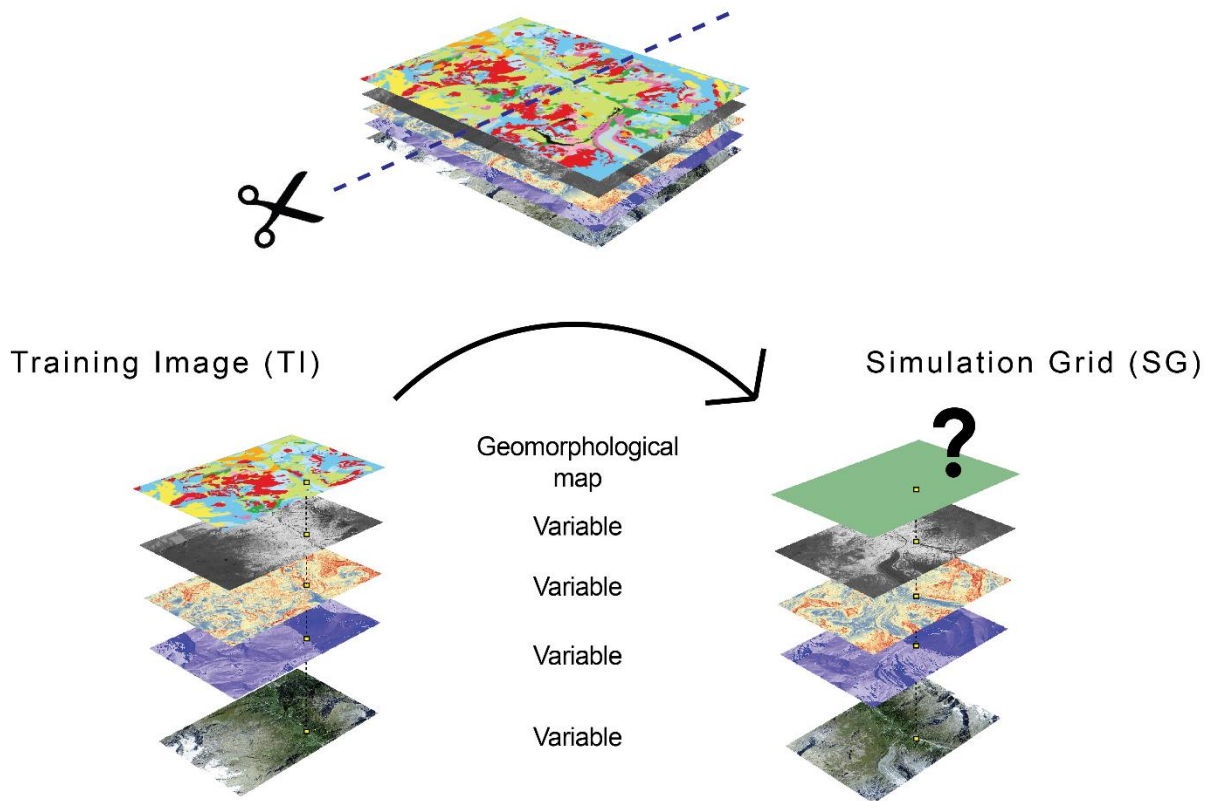 Training Image (TI)
Simulation Grid (SG)
?
Geomorphological
map
Variable
Variable
Variable
Variable